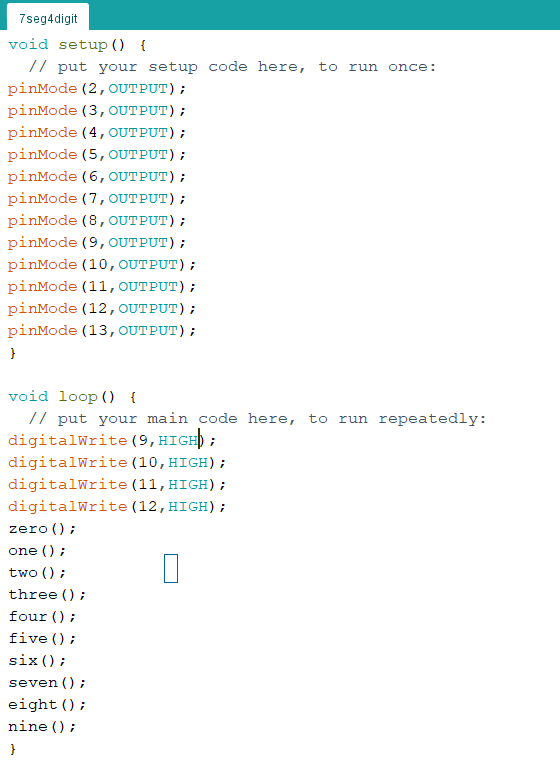 7seg4digit
void setup() {
  // put your setup code here, to run once:
pinMode(2,OUTPUT);
pinMode(3,OUTPUT);
pinMode(4,OUTPUT);
pinMode(5,OUTPUT);
pinMode(6,OUTPUT);
pinMode(7,OUTPUT);
pinMode(8,OUTPUT);
pinMode(9,OUTPUT);
pinMode(10,OUTPUT);
pinMode(11,OUTPUT);
pinMode(12,OUTPUT);
pinMode(13,OUTPUT);
}

void loop() {
  // put your main code here, to run repeatedly:
digitalWrite(9,HIGH);
digitalWrite(10,HIGH);
digitalWrite(11,HIGH);
digitalWrite(12,HIGH);
zero();
one();
two();
three();
four();
five();
six();
seven();
eight();
nine();
}